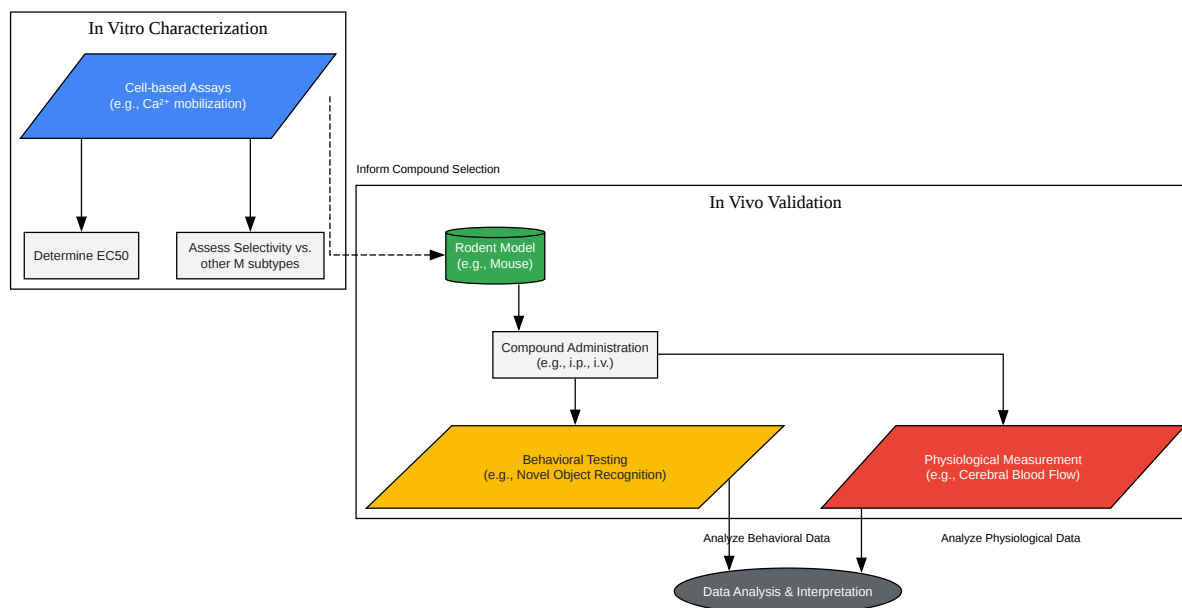 In Vitro Characterization
Cell-based Assays
(e.g., Ca²⁺ mobilization)
Determine EC50
Assess Selectivity vs.
other M subtypes
Inform Compound Selection
In Vivo Validation
Rodent Model
(e.g., Mouse)
Compound Administration
(e.g., i.p., i.v.)
Behavioral Testing
(e.g., Novel Object Recognition)
Physiological Measurement
(e.g., Cerebral Blood Flow)
Analyze Behavioral Data
Analyze Physiological Data
Data Analysis & Interpretation